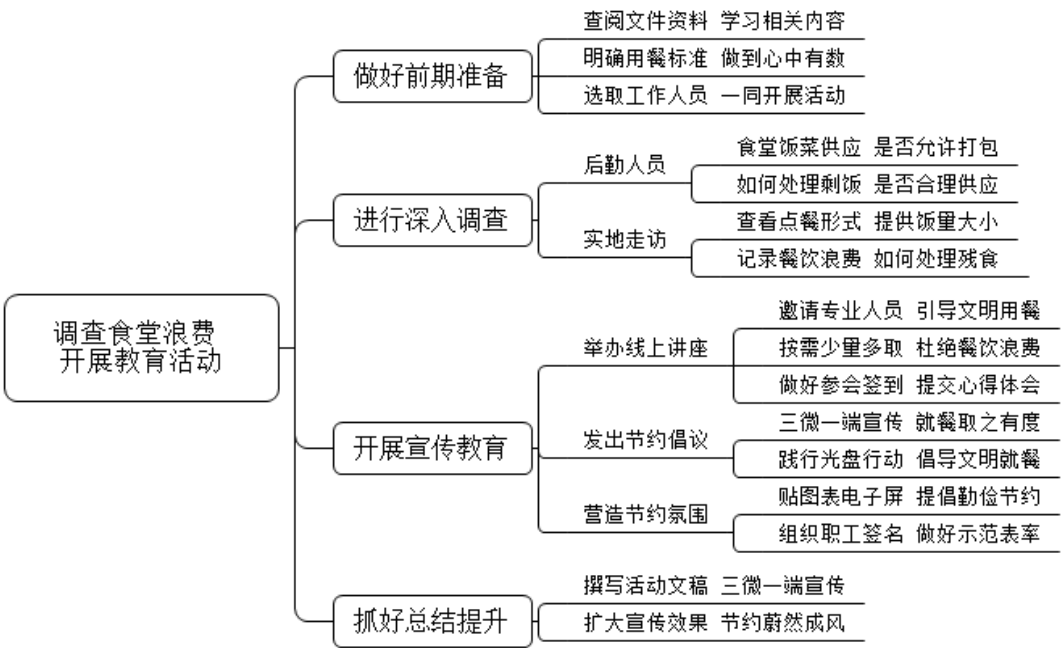 调查食堂浪费
开展教育活动
做好前期准备
查阅文件资料 学习相关内容
明确用餐标准 做到心中有数
选取工作人员 一同开展活动
进行深入调查
后勤人员
食堂饭菜供应 是否允许打包
如何处理剩饭 是否合理供应
实地走访
查看点餐形式 提供饭量大小
记录餐饮浪费 如何处理残食
开展宣传教育
举办线上讲座
邀请专业人员 引导文明用餐
按需少量多取 杜绝餐饮浪费
做好参会签到 提交心得体会
发出节约倡议
三微一端宣传 就餐取之有度
践行光盘行动 倡导文明就餐
营造节约氛围
贴图表电子屏 提倡勤俭节约
组织职工签名 做好示范表率
抓好总结提升
撰写活动文稿 三微一端宣传
扩大宣传效果 节约蔚然成风